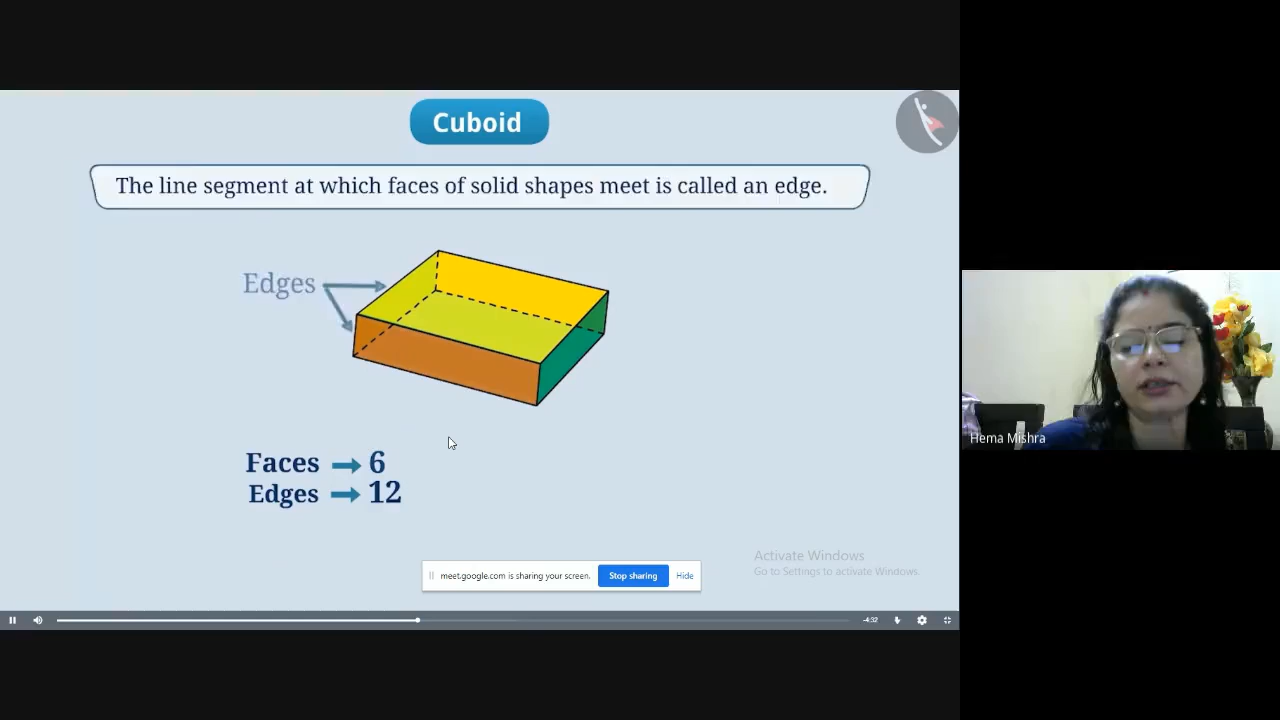 Cuboid
The line segment at which faces of solid shapes meet is called an edge.
Edges
Faces → 6
Edges → 12
Activate Windows
Go to Settings to activate Windows.
meet.google.com is sharing your screen. Stop sharing Hide
-4:32
Hema Mishra